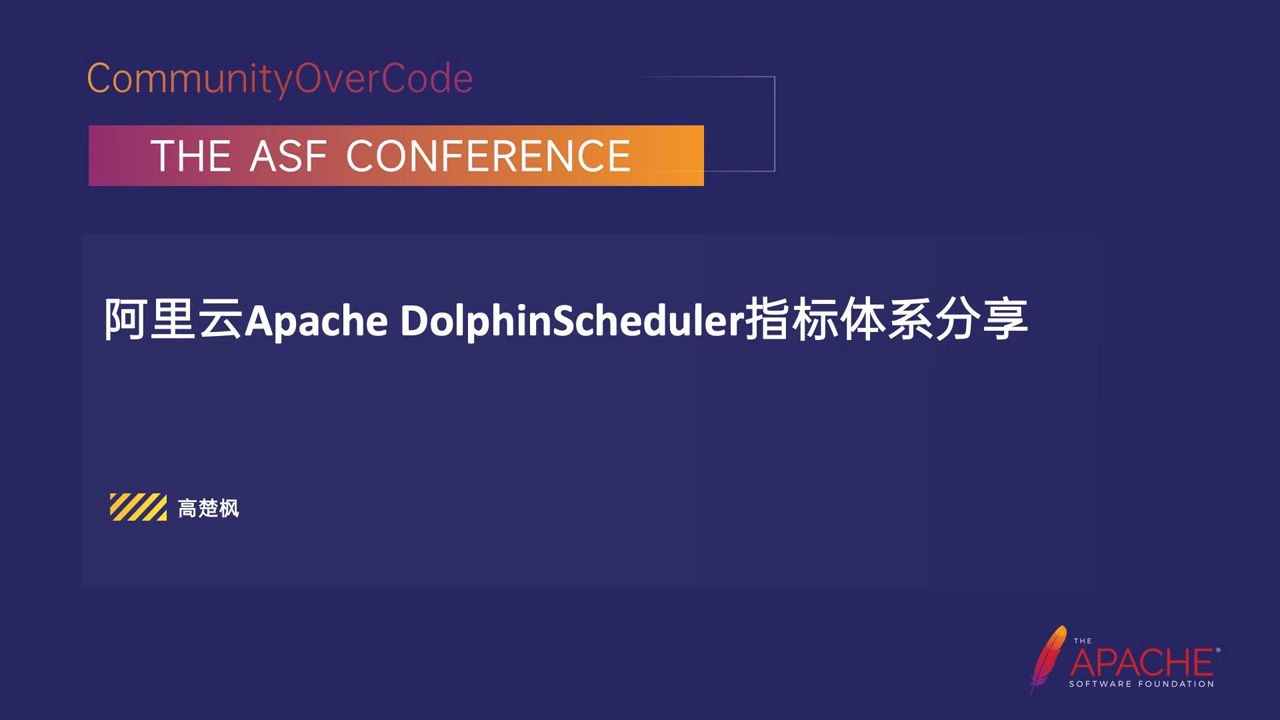 CommunityOverCode
THE ASF CONFERENCE
阿里云Apache DolphinScheduler指标体系分享
高楚枫
THE
APACHE®
SOFTWARE FOUNDATION